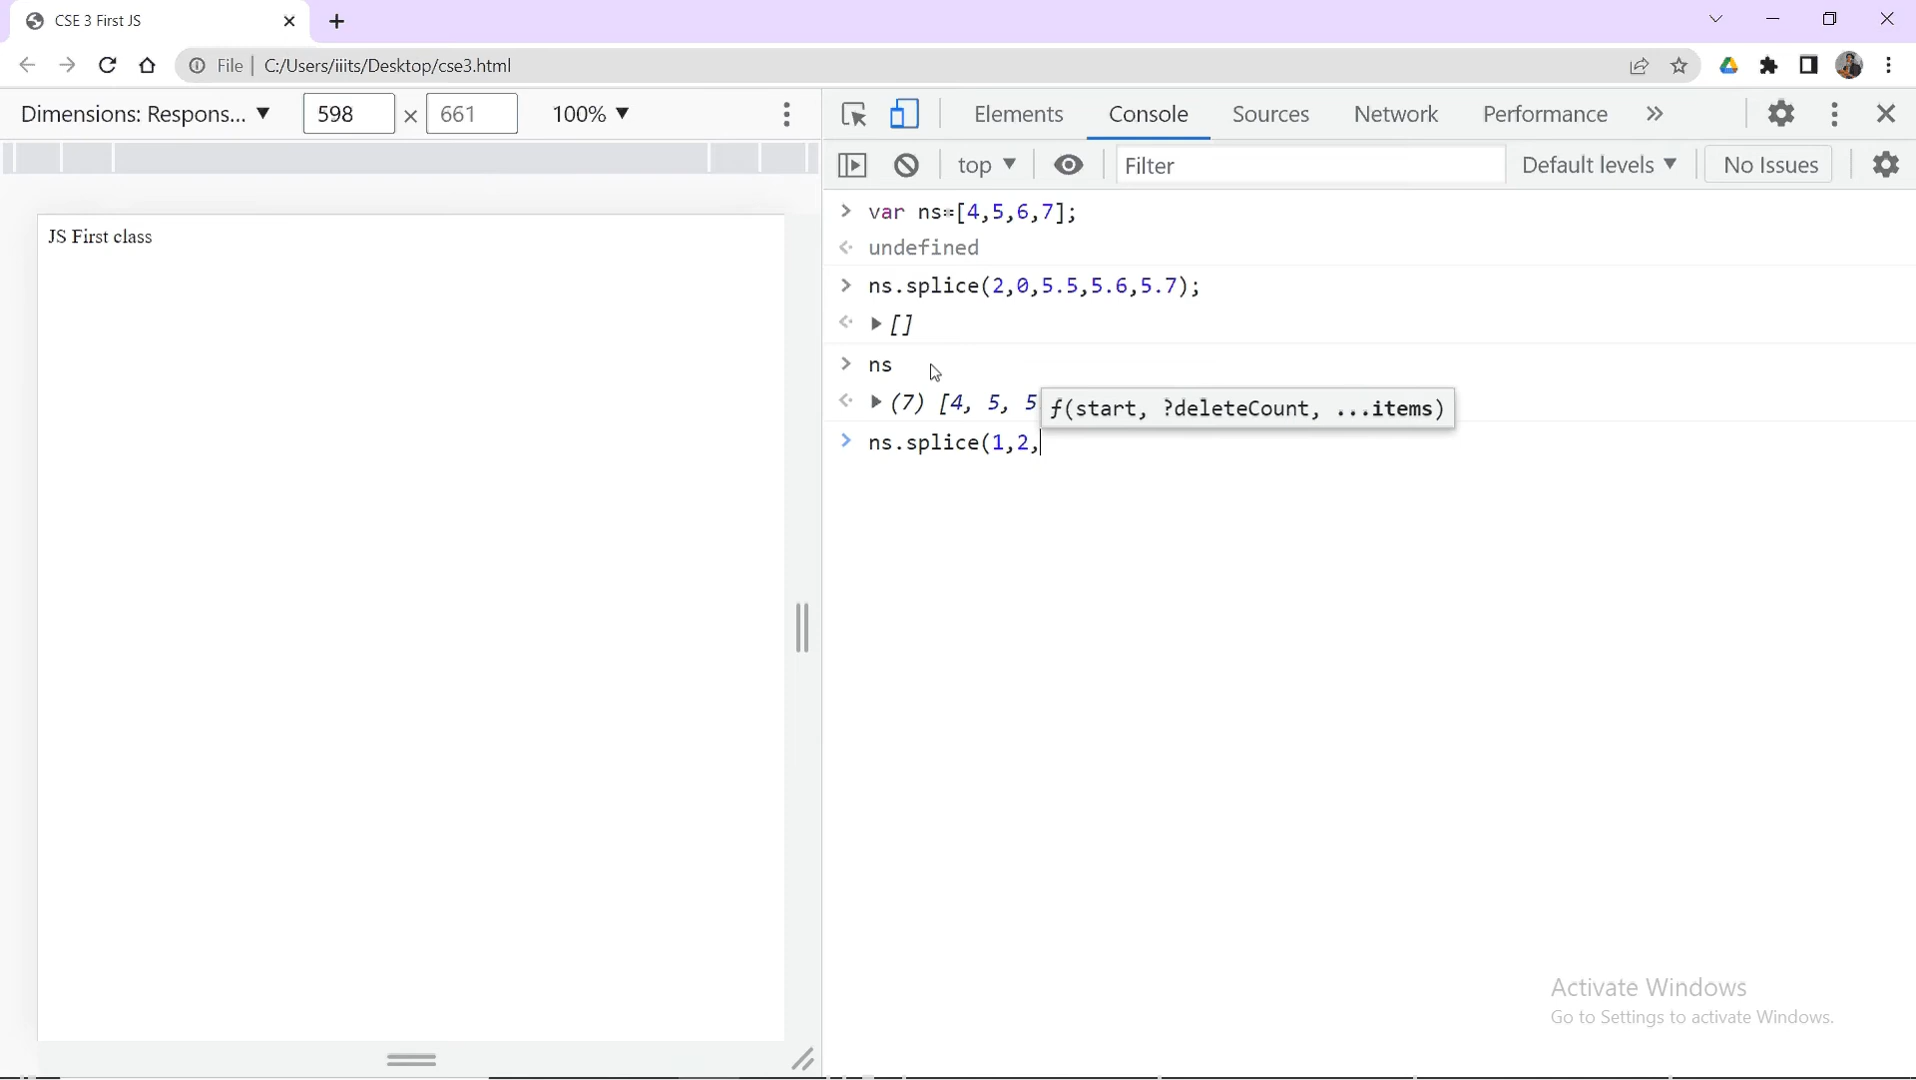 CSE 3 First JS
File | C:/Users/iiits/Desktop/cse3.html
Dimensions: Respons... ▼ 598 × 661 100% ▼
Elements Console Sources Network Performance »
top ▼ Filter Default levels ▼ No Issues
JS First class
> var ns=[4,5,6,7];
undefined
> ns.splice(2,0,5.5,5.6,5.7);
▶ []
> ns
▶ (7) [4, 5, 5
ƒ(start, ?deleteCount, ...items)
> ns.splice(1,2,
Activate Windows
Go to Settings to activate Windows.